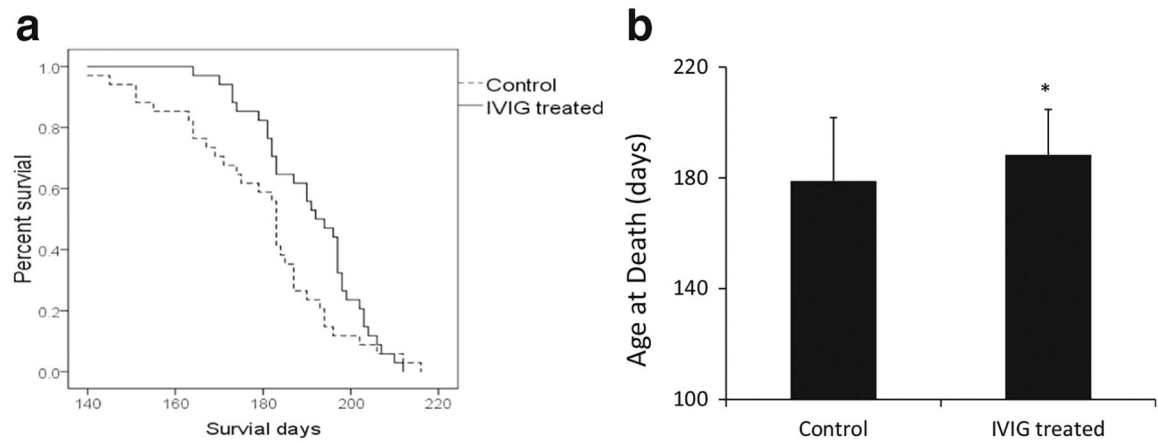 a
1.0
0.8
0.6
0.4
0.2
0.0
Percent survial
140 160 180 200 220
Survial days
Control
IVIG treated
b
220
180
140
100
Age at Death (days)
*
Control IVIG treated